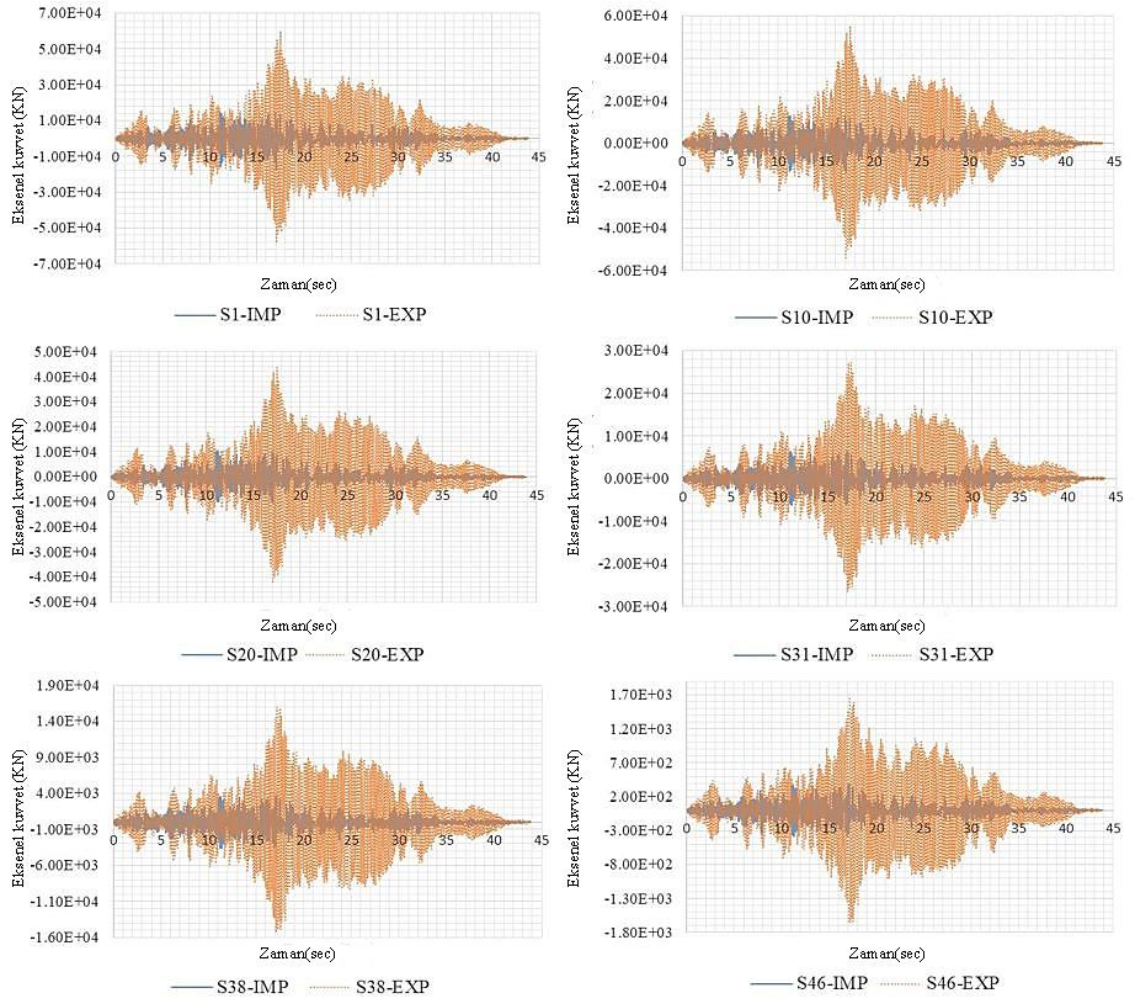 7.00E+04
5.00E+04
3.00E+04
1.00E+04
-1.00E+04
-3.00E+04
-5.00E+04
-7.00E+04
0 5 10 15 20 25 30 35 40 45
Eksenel kuvvet (KN)
Zaman(sec)
S1-IMP S1-EXP
6.00E+04
4.00E+04
2.00E+04
0.00E+00
-2.00E+04
-4.00E+04
-6.00E+04
0 5 10 15 20 25 30 35 40 45
Eksenel kuvvet (KN)
Zaman(sec)
S10-IMP S10-EXP
5.00E+04
4.00E+04
3.00E+04
2.00E+04
1.00E+04
0.00E+00
-1.00E+04
-2.00E+04
-3.00E+04
-4.00E+04
-5.00E+04
0 5 10 15 20 25 30 35 40 45
Eksenel kuvvet (KN)
Zaman(sec)
S20-IMP S20-EXP
3.00E+04
2.00E+04
1.00E+04
0.00E+00
-1.00E+04
-2.00E+04
-3.00E+04
0 5 10 15 20 25 30 35 40 45
Eksenel kuvvet (KN)
Zaman(sec)
S31-IMP S31-EXP
1.90E+04
1.40E+04
9.00E+03
4.00E+03
-1.00E+03
-6.00E+03
-1.10E+04
-1.60E+04
0 5 10 15 20 25 30 35 40 45
Eksenel kuvvet (KN)
Zaman(sec)
S38-IMP S38-EXP
1.70E+03
1.20E+03
7.00E+02
2.00E+02
-3.00E+02
-8.00E+02
-1.30E+03
-1.80E+03
0 5 10 15 20 25 30 35 40 45
Eksenel kuvvet (KN)
Zaman(sec)
S46-IMP S46-EXP